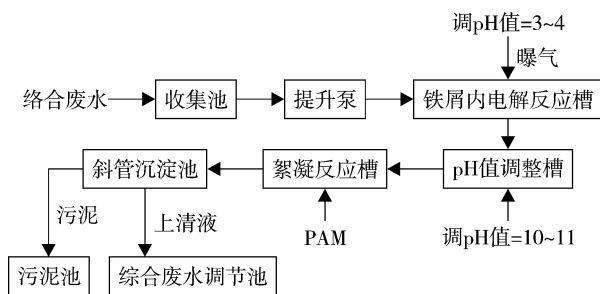 调pH值=3~4
曝气
络合废水
收集池
提升泵
铁屑内电解反应槽
斜管沉淀池
絮凝反应槽
pH值调整槽
污泥
上清液
PAM
调pH值=10~11
污泥池
综合废水调节池